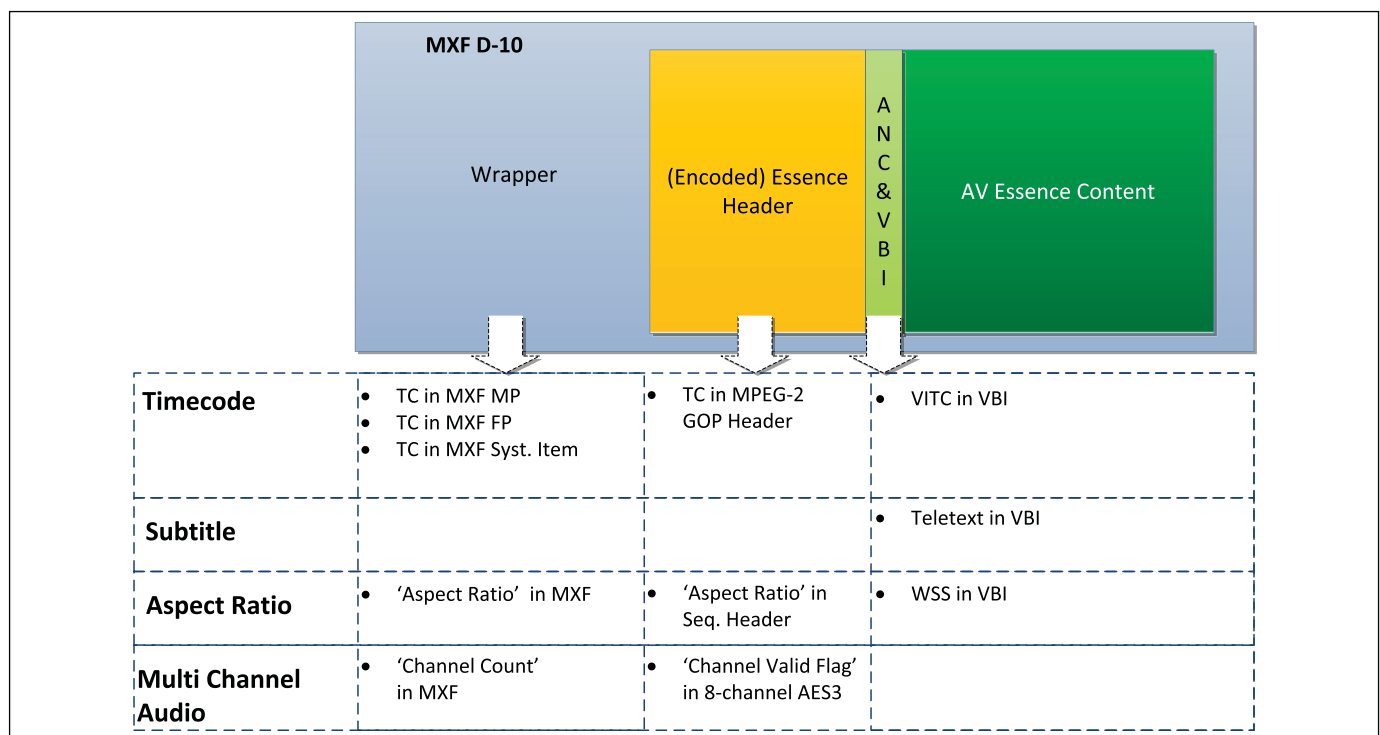 MXF D-10
Wrapper
(Encoded) Essence
Header
A
N
C
&
V
B
I
AV Essence Content
Timecode
• TC in MXF MP
• TC in MXF FP
• TC in MXF Syst. Item
• TC in MPEG-2
GOP Header
• VITC in VBI
Subtitle
• Teletext in VBI
Aspect Ratio
• ‘Aspect Ratio’ in MXF
• ‘Aspect Ratio’ in
Seq. Header
• WSS in VBI
Multi Channel
Audio
• ‘Channel Count’
in MXF
• ‘Channel Valid Flag’
in 8-channel AES3